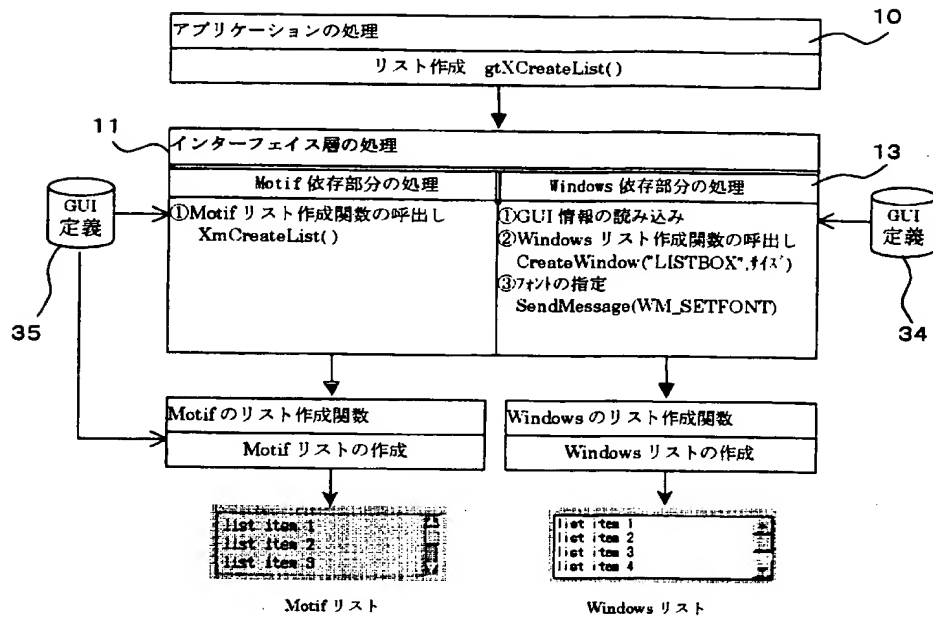 アプリケーションの処理
10
リスト作成 gtXCreateList()
11
インターフェイス層の処理
13
Motif 依存部分の処理
Windows 依存部分の処理
GUI
定義
35
①Motif リスト作成関数の呼出し
XmCreateList()
①GUI 情報の読み込み
②Windows リスト作成関数の呼出し
CreateWindow("LISTBOX",ｻｲｽﾞ)
③ﾌｫﾝﾄの指定
SendMessage(WM_SETFONT)
GUI
定義
34
Motif のリスト作成関数
Motif リストの作成
Windows のリスト作成関数
Windows リストの作成
list item 1
list item 2
list item 3
Motif リスト
list item 1
list item 2
list item 3
list item 4
Windows リスト